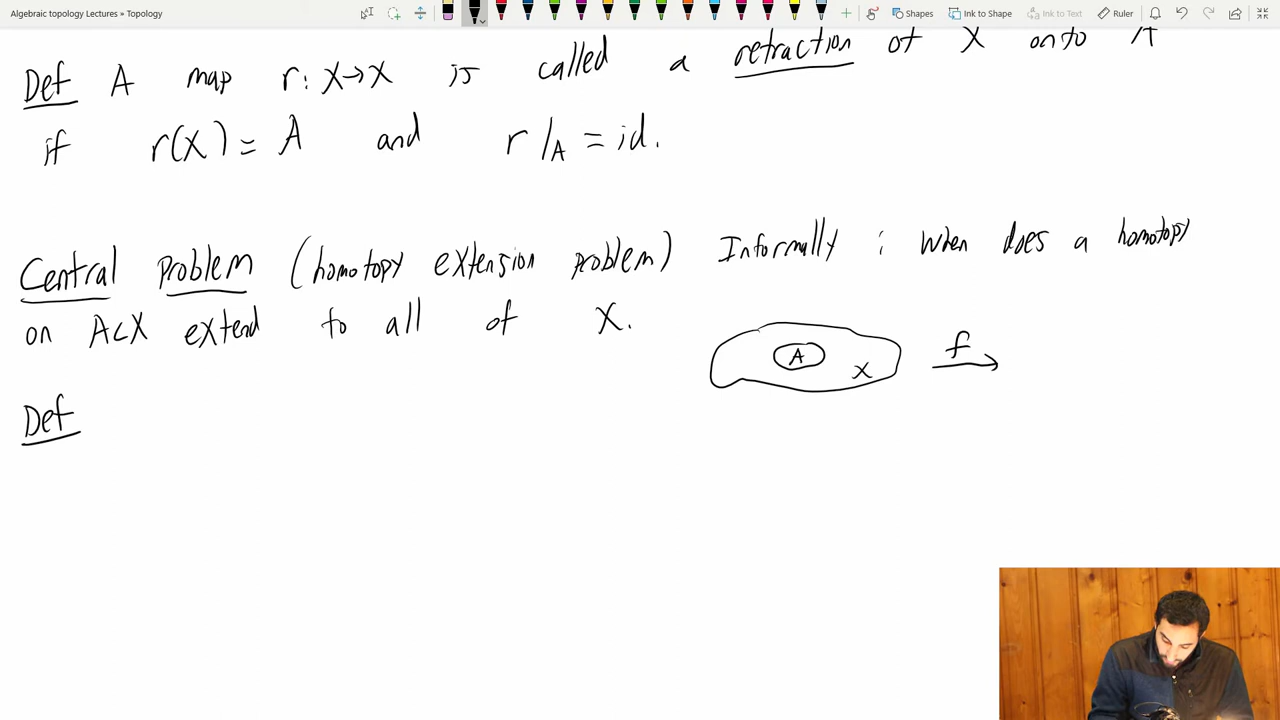 Algebraic topology Lectures » Topology
Shapes Ink to Shape Ink to Text Ruler
Def A map r: X→X is called a retraction of X onto A
if r(X) = A and r|A = id.
Central Problem (homotopy extension problem) Informally : when does a homotopy
on A⊂X extend to all of X.
A X f
Def